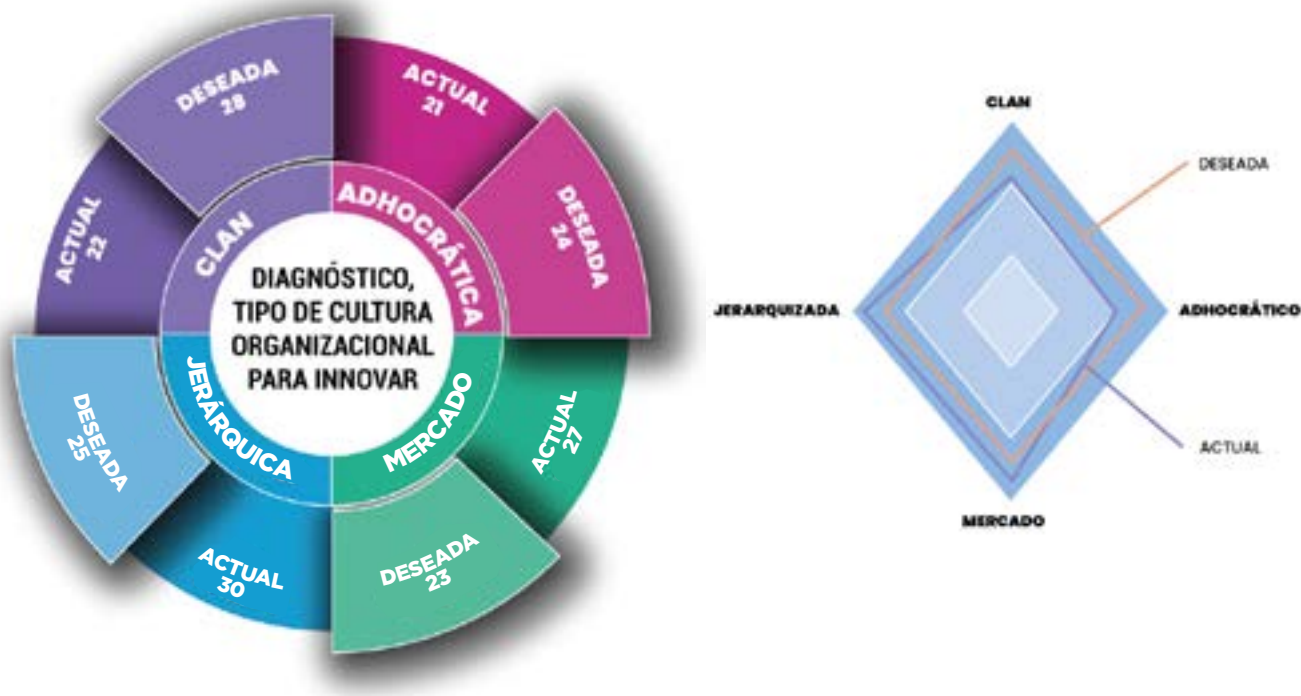 DESEADA
28
ACTUAL
21
ACTUAL
22
CLAN
ADHOCRÁTICA
DESEADA
24
DIAGNÓSTICO,
TIPO DE CULTURA
ORGANIZACIONAL
PARA INNOVAR
DESEADA
25
JERÁRQUICA
MERCADO
ACTUAL
27
ACTUAL
30
DESEADA
23
CLAN
DESEADA
JERARQUIZADA
ADHOCRÁTICO
ACTUAL
MERCADO